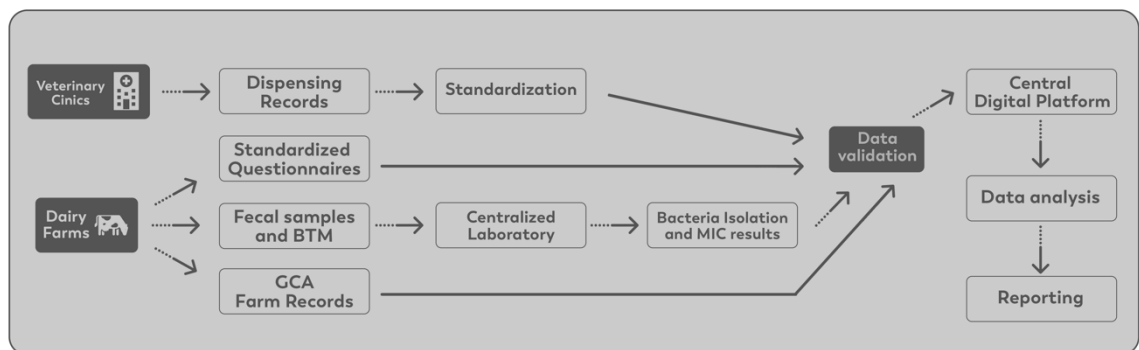 Veterinary
Clinics
Dispensing
Records
Standardization
Central
Digital Platform
Standardized
Questionnaires
Data
validation
Dairy
Farms
Fecal samples
and BTM
Centralized
Laboratory
Bacteria Isolation
and MIC results
Data analysis
GCA
Farm Records
Reporting